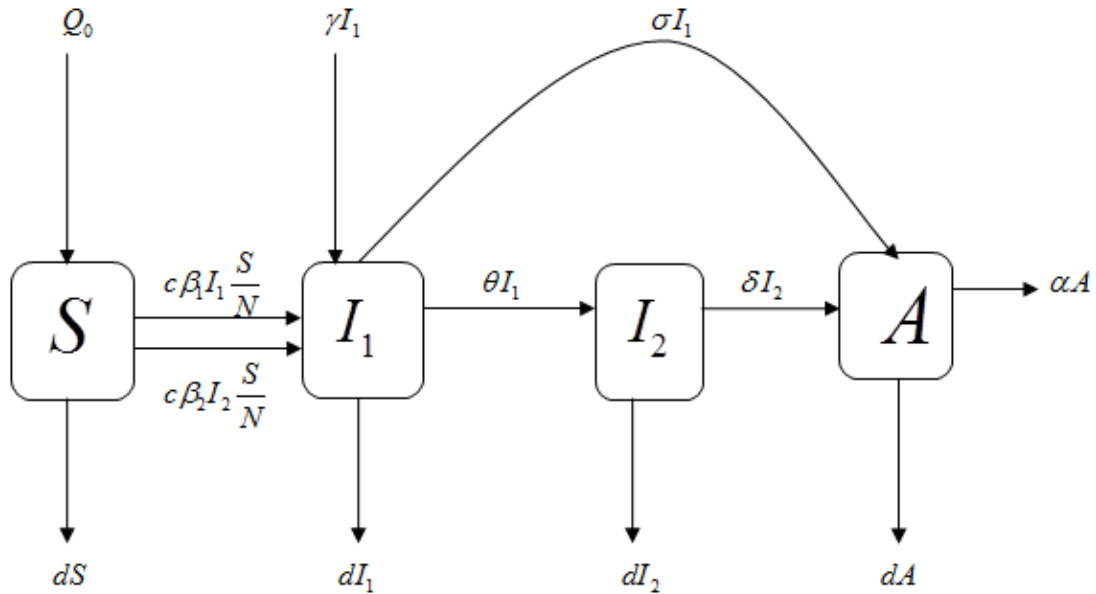 Q₀ γI₁ σI₁
cβ₁I₁ S/N
S I₁ θI₁ I₂ δI₂ A αA
cβ₂I₂ S/N
dS dI₁ dI₂ dA